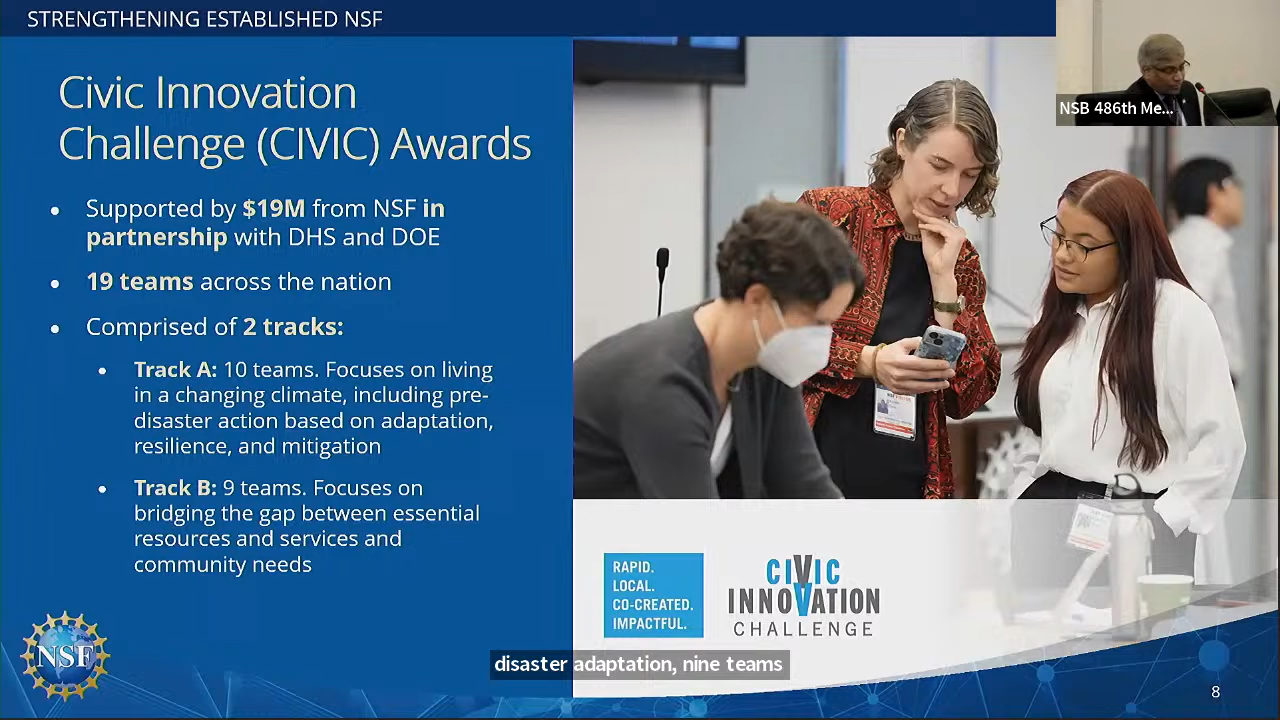 STRENGTHENING ESTABLISHED NSF
NSB 486th Me...
Civic Innovation
Challenge (CIVIC) Awards
• Supported by $19M from NSF in
partnership with DHS and DOE
• 19 teams across the nation
• Comprised of 2 tracks:
• Track A: 10 teams. Focuses on living
in a changing climate, including pre-
disaster action based on adaptation,
resilience, and mitigation
• Track B: 9 teams. Focuses on
bridging the gap between essential
resources and services and
community needs
RAPID.
LOCAL.
CO-CREATED.
IMPACTFUL.
CIVIC
INNOVATION
CHALLENGE
NSF
disaster adaptation, nine teams
8